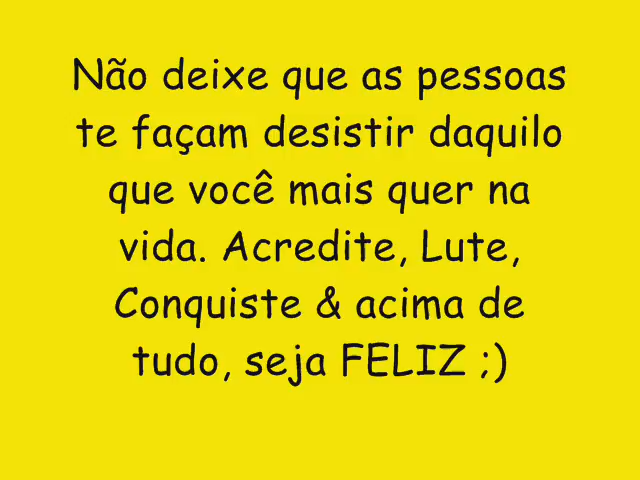 Não deixe que as pessoas
te façam desistir daquilo
que você mais quer na
vida. Acredite, Lute,
Conquiste & acima de
tudo, seja FELIZ ;)